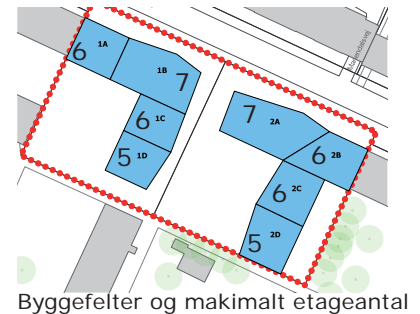 1A
6
1B
7
6
1C
5
1D
7
2A
6
2B
6
2C
5
2D
Byggefelter og makimalt etageantal